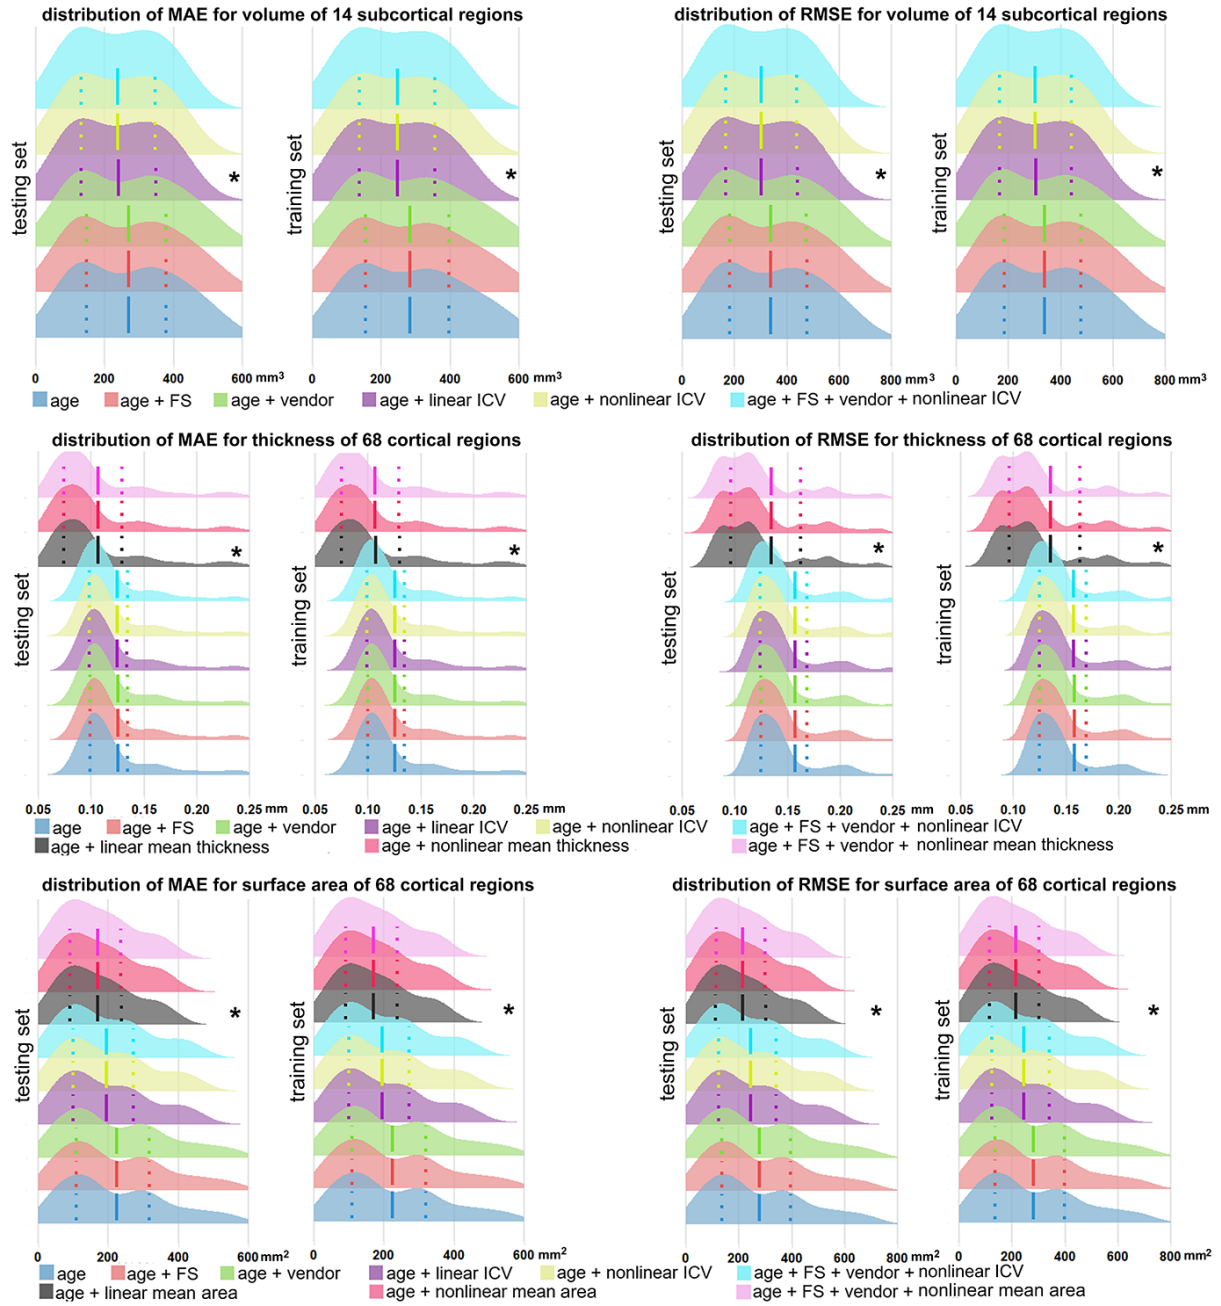 distribution of MAE for volume of 14 subcortical regions
distribution of RMSE for volume of 14 subcortical regions
testing set
*
training set
*
testing set
*
training set
*
0 200 400 600 mm3
0 200 400 600 mm3
0 200 400 600 800 mm3
0 200 400 600 800 mm3
age age + FS age + vendor age + linear ICV age + nonlinear ICV age + FS + vendor + nonlinear ICV
distribution of MAE for thickness of 68 cortical regions
distribution of RMSE for thickness of 68 cortical regions
testing set
*
training set
*
testing set
*
training set
*
0.05 0.10 0.15 0.20 0.25 mm
0.05 0.10 0.15 0.20 0.25 mm
0.05 0.10 0.15 0.20 0.25 mm
0.05 0.10 0.15 0.20 0.25 mm
age age + FS age + vendor age + linear ICV age + nonlinear ICV age + FS + vendor + nonlinear ICV
age + linear mean thickness age + nonlinear mean thickness age + FS + vendor + nonlinear mean thickness
distribution of MAE for surface area of 68 cortical regions
distribution of RMSE for surface area of 68 cortical regions
testing set
*
training set
*
testing set
*
training set
*
0 200 400 600 mm2
0 200 400 600 mm2
0 200 400 600 800 mm2
0 200 400 600 800 mm2
age age + FS age + vendor age + linear ICV age + nonlinear ICV age + FS + vendor + nonlinear ICV
age + linear mean area age + nonlinear mean area age + FS + vendor + nonlinear mean area